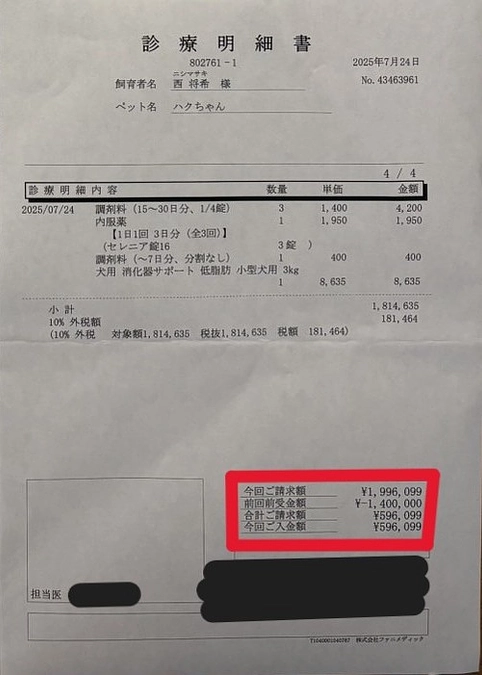 診療明細書
802761-1
2025年7月24日
ニシマサキ
飼育者名 西 将希 様
No. 43463961
ペット名 ハクちゃん
4 / 4
診療明細内容 数量 単価 金額
2025/07/24 調剤料(15～30日分、1/4錠) 3 1,400 4,200
内服薬 1 1,950 1,950
【1日1回 3日分(全3回)】
(セレニア錠16 3錠 )
調剤料(～7日分、分割なし) 1 400 400
犬用 消化器サポート 低脂肪 小型犬用 3kg
1 8,635 8,635
小 計 1,814,635
10% 外税額 181,464
(10% 外税 対象額1,814,635 税抜1,814,635 税額 181,464)
今回ご請求額 ¥1,996,099
前回前受金額 ¥-1,400,000
合計ご請求額 ¥596,099
今回ご入金額 ¥596,099
担当医
株式会社ファニメディック